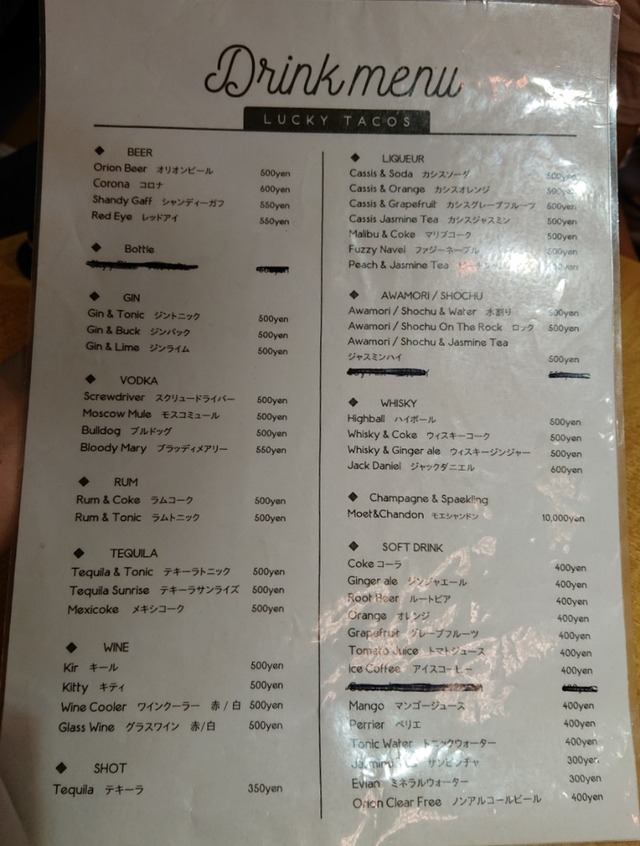 Drink menu
LUCKY TACOS
◆ BEER
Orion Beer オリオンビール 600yen
Corona コロナ 600yen
Shandy Gaff シャンディーガフ 550yen
Red Eye レッドアイ 550yen
◆ Bottle
◆ GIN
Gin & Tonic ジントニック 500yen
Gin & Buck ジンバック 500yen
Gin & Lime ジンライム 500yen
◆ VODKA
Screwdriver スクリュードライバー 500yen
Moscow Mule モスコミュール 500yen
Bulldog ブルドッグ 500yen
Bloody Mary ブラッディメアリー 550yen
◆ RUM
Rum & Coke ラムコーク 500yen
Rum & Tonic ラムトニック 500yen
◆ TEQUILA
Tequila & Tonic テキーラトニック 500yen
Tequila Sunrise テキーラサンライズ 500yen
Mexicoke メキシコーク 500yen
◆ WINE
Kir キール 500yen
Kitty キティ 500yen
Wine Cooler ワインクーラー 赤 / 白 500yen
Glass Wine グラスワイン 赤/白 500yen
◆ SHOT
Tequila テキーラ 350yen
◆ LIQUEUR
Cassis & Soda カシスソーダ 500yen
Cassis & Orange カシスオレンジ 500yen
Cassis & Grapefruit カシスグレープフルーツ 500yen
Cassis Jasmine Tea カシスジャスミン 500yen
Malibu & Coke マリブコーク 500yen
Fuzzy Navel ファジーネーブル 500yen
Peach & Jasmine Tea
◆ AWAMORI / SHOCHU
Awamori / Shochu & Water 水割り 500yen
Awamori / Shochu On The Rock ロック 500yen
Awamori / Shochu & Jasmine Tea
ジャスミンハイ 500yen
◆ WHISKY
Highball ハイボール 500yen
Whisky & Coke ウィスキーコーク 500yen
Whisky & Ginger ale ウィスキージンジャー 500yen
Jack Daniel ジャックダニエル 600yen
◆ Champagne & Spaekling
Moet&Chandon モエシャンドン 10,000yen
◆ SOFT DRINK
Coke コーラ 400yen
Ginger ale ジンジャエール 400yen
Root Beer ルートビア 400yen
Orange オレンジ 400yen
Grapefruit グレープフルーツ 400yen
Tomato Juice トマトジュース 400yen
Ice Coffee アイスコーヒー 400yen
Mango マンゴージュース 400yen
Perrier ペリエ 400yen
Tonic Water トニックウォーター 400yen
サンピンチャ 300yen
Evian ミネラルウォーター 300yen
Orion Clear Free ノンアルコールビール 400yen